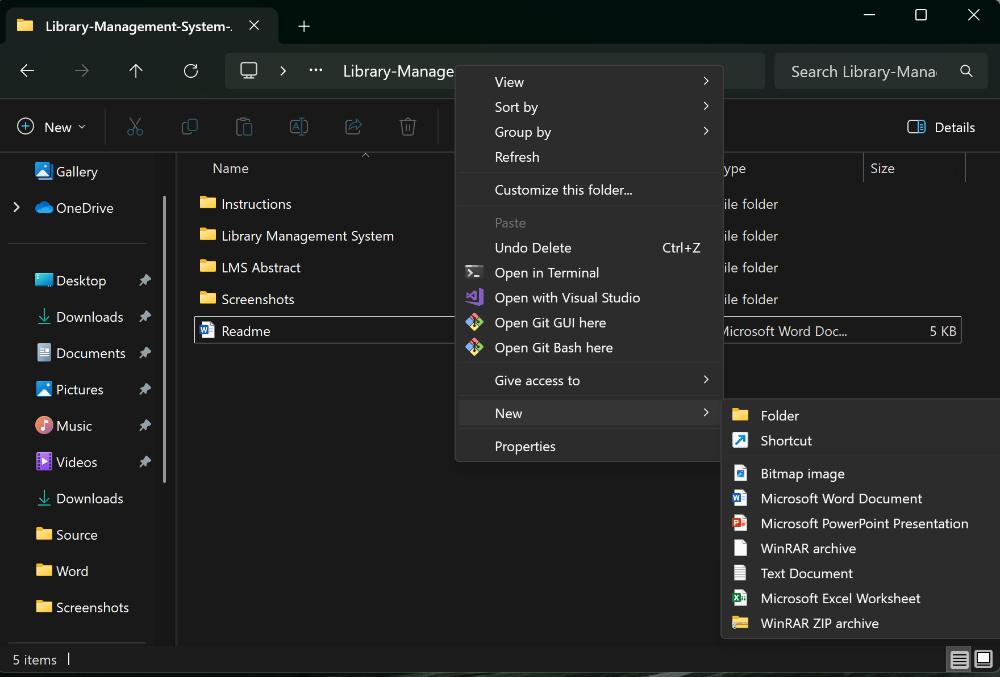 Library-Management-System-.
Library-Manage
Search Library-Mana
New
Details
Gallery
OneDrive
Desktop
Downloads
Documents
Pictures
Music
Videos
Downloads
Source
Word
Screenshots
Name
ype
Size
Instructions
ile folder
Library Management System
ile folder
LMS Abstract
ile folder
Screenshots
ile folder
Readme
Microsoft Word Doc...
5 KB
View
Sort by
Group by
Refresh
Customize this folder...
Paste
Undo Delete Ctrl+Z
Open in Terminal
Open with Visual Studio
Open Git GUI here
Open Git Bash here
Give access to
New
Properties
Folder
Shortcut
Bitmap image
Microsoft Word Document
Microsoft PowerPoint Presentation
WinRAR archive
Text Document
Microsoft Excel Worksheet
WinRAR ZIP archive
5 items